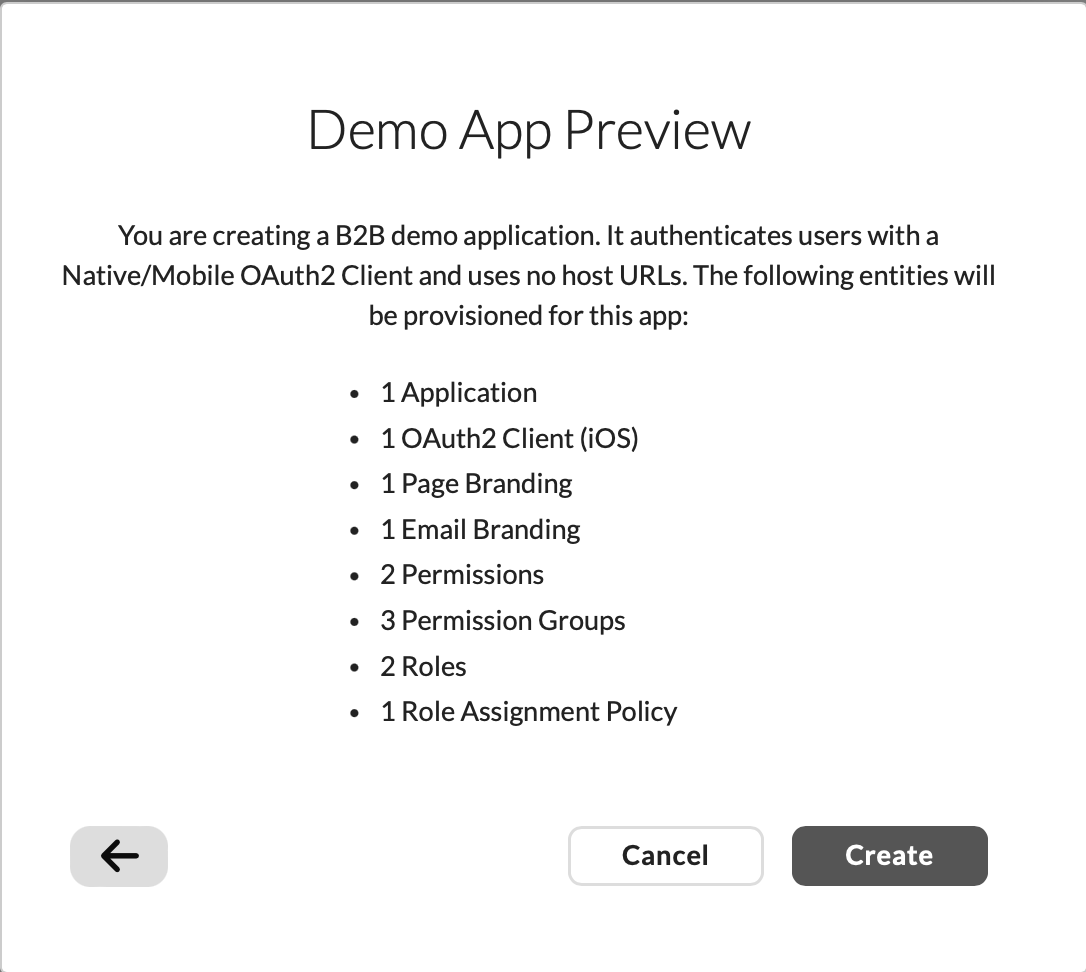 Demo App Preview
You are creating a B2B demo application. It authenticates users with a
Native/Mobile OAuth2 Client and uses no host URLs. The following entities will
be provisioned for this app:
• 1 Application
• 1 OAuth2 Client (iOS)
• 1 Page Branding
• 1 Email Branding
• 2 Permissions
• 3 Permission Groups
• 2 Roles
• 1 Role Assignment Policy
Cancel
Create